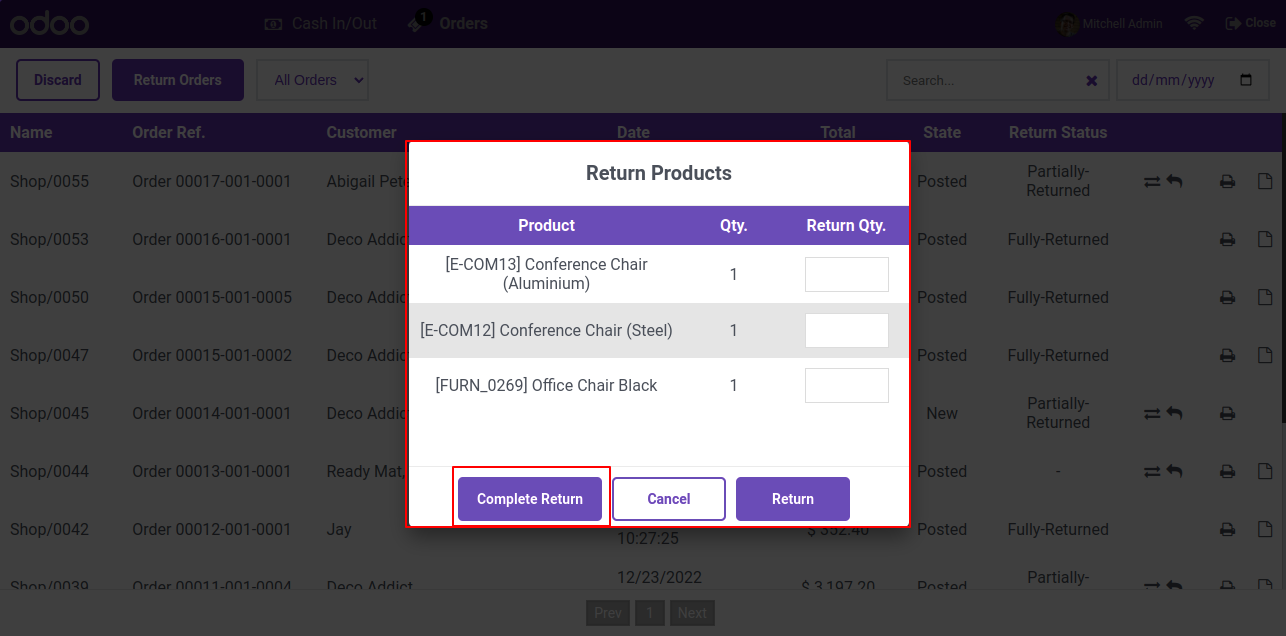 odoo
Cash In/Out
1
Orders
Mitchell Admin
Close
Discard
Return Orders
All Orders
Search...
dd/mm/yyyy
Name Order Ref. Customer Date Total State Return Status
Return Products
Product Qty. Return Qty.
[E-COM13] Conference Chair
(Aluminium)
1
[E-COM12] Conference Chair (Steel) 1
[FURN_0269] Office Chair Black 1
Complete Return
Cancel
Return
Shop/0055 Order 00017-001-0001 Abigail Pet Posted Partially-
Returned
Shop/0053 Order 00016-001-0001 Deco Addic Posted Fully-Returned
Shop/0050 Order 00015-001-0005 Deco Addic Posted Fully-Returned
Shop/0047 Order 00015-001-0002 Deco Addic Posted Fully-Returned
Shop/0045 Order 00014-001-0001 Deco Addic New Partially-
Returned
Shop/0044 Order 00013-001-0001 Ready Mat, Posted -
Shop/0042 Order 00012-001-0001 Jay 10:27:25 $ 352.40 Posted Fully-Returned
Shop/0039 Order 00011-001-0004 Deco Addict 12/23/2022 $ 3,197.20 Posted Partially-
Prev 1 Next